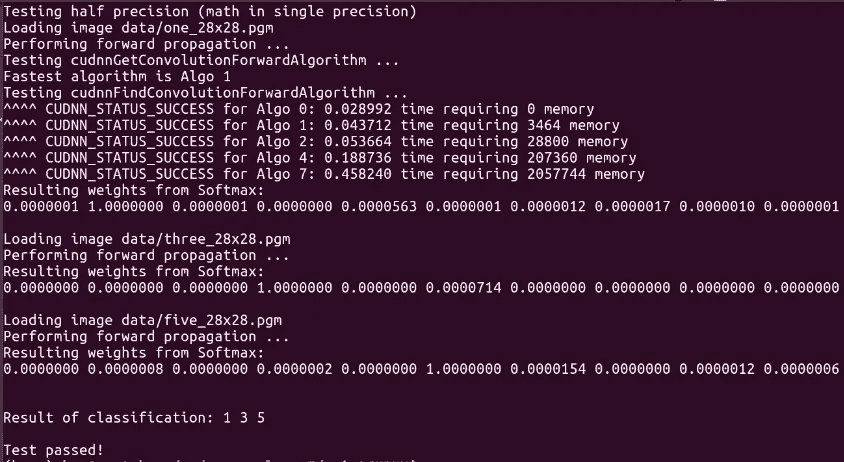 Testing half precision (math in single precision)
Loading image data/one_28x28.pgm
Performing forward propagation ...
Testing cudnnGetConvolutionForwardAlgorithm ...
Fastest algorithm is Algo 1
Testing cudnnFindConvolutionForwardAlgorithm ...
^^^^ CUDNN_STATUS_SUCCESS for Algo 0: 0.028992 time requiring 0 memory
^^^^ CUDNN_STATUS_SUCCESS for Algo 1: 0.043712 time requiring 3464 memory
^^^^ CUDNN_STATUS_SUCCESS for Algo 2: 0.053664 time requiring 28800 memory
^^^^ CUDNN_STATUS_SUCCESS for Algo 4: 0.188736 time requiring 207360 memory
^^^^ CUDNN_STATUS_SUCCESS for Algo 7: 0.458240 time requiring 2057744 memory
Resulting weights from Softmax:
0.0000001 1.0000000 0.0000001 0.0000000 0.0000563 0.0000001 0.0000012 0.0000017 0.0000010 0.0000001
Loading image data/three_28x28.pgm
Performing forward propagation ...
Resulting weights from Softmax:
0.0000000 0.0000000 0.0000000 1.0000000 0.0000000 0.0000714 0.0000000 0.0000000 0.0000000 0.0000000
Loading image data/five_28x28.pgm
Performing forward propagation ...
Resulting weights from Softmax:
0.0000000 0.0000008 0.0000000 0.0000002 0.0000000 1.0000000 0.0000154 0.0000000 0.0000012 0.0000006
Result of classification: 1 3 5
Test passed!